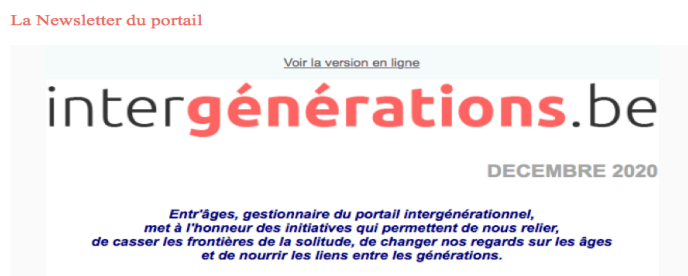 La Newsletter du portail
Voir la version en ligne
intergénérations.be
DECEMBRE 2020
Entr'âges, gestionnaire du portail intergénérationnel,
met à l'honneur des initiatives qui permettent de nous relier,
de casser les frontières de la solitude, de changer nos regards sur les âges
et de nourrir les liens entre les générations.